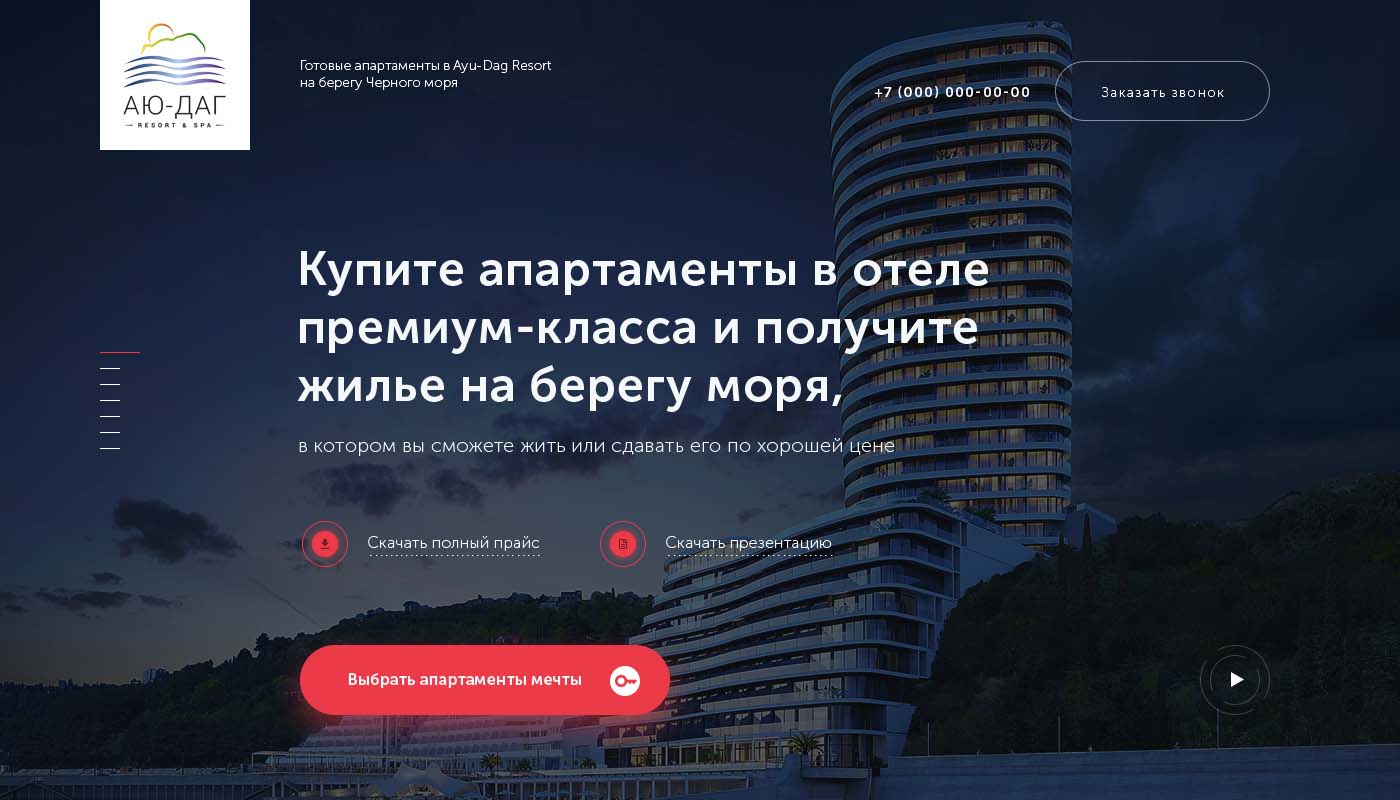 АЮ-ДАГ
RESORT & SPA
Готовые апартаменты в Ayu-Dag Resort
на берегу Черного моря
+7 (000) 000-00-00
Заказать звонок
Купите апартаменты в отеле
премиум-класса и получите
жилье на берегу моря,
в котором вы сможете жить или сдавать его по хорошей цене
Скачать полный прайс
Скачать презентацию
Выбрать апартаменты мечты